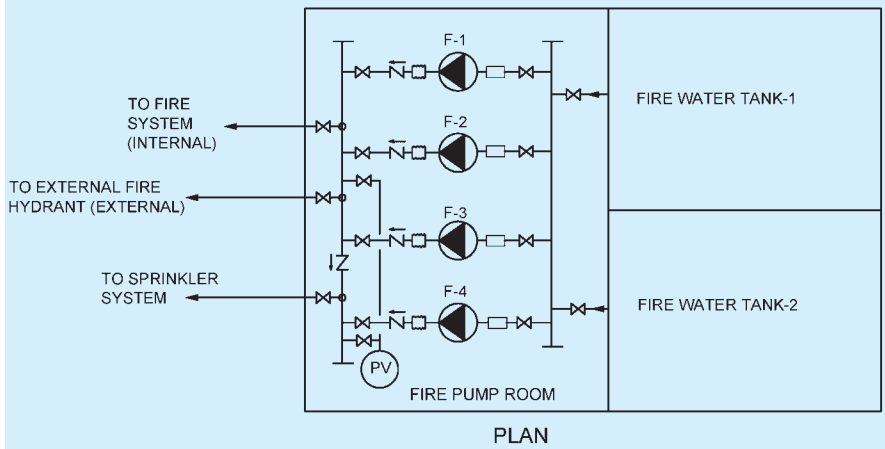 F-1
TO FIRE
SYSTEM
(INTERNAL)
FIRE WATER TANK-1
F-2
TO EXTERNAL FIRE
HYDRANT (EXTERNAL)
F-3
TO SPRINKLER
SYSTEM
F-4
FIRE WATER TANK-2
PV
FIRE PUMP ROOM
PLAN